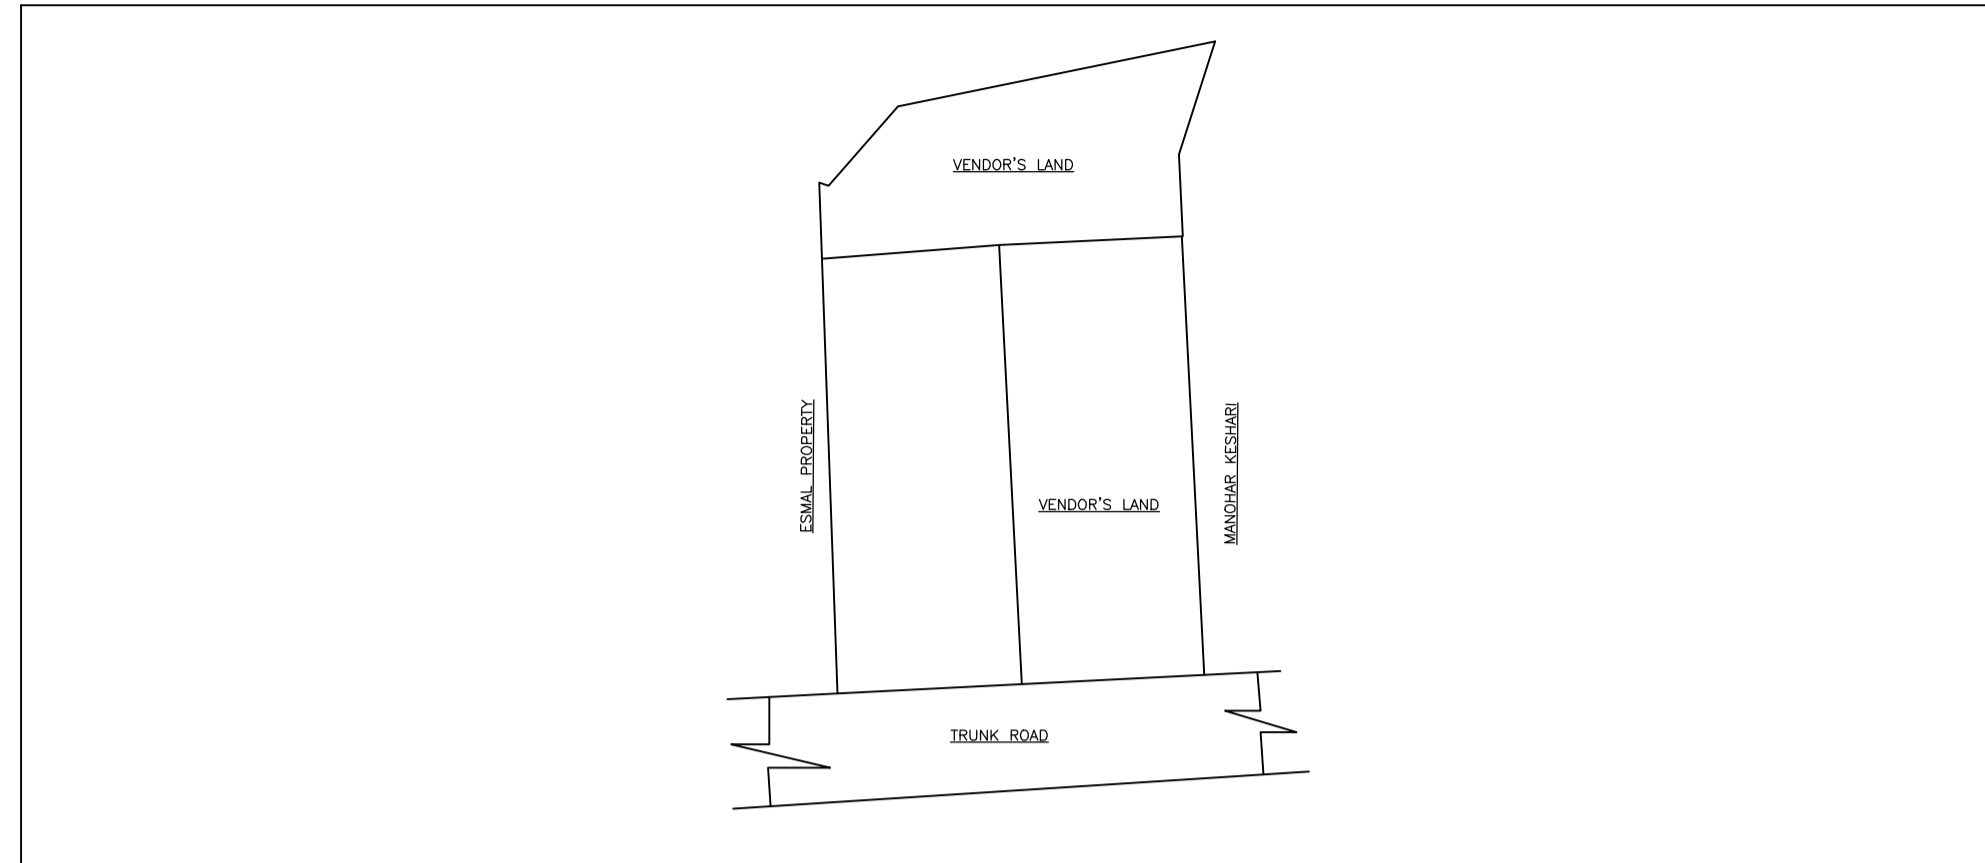 VENDOR'S LAND
ESMAL PROPERTY
MANOHAR KESHARI
VENDOR'S LAND
TRUNK ROAD